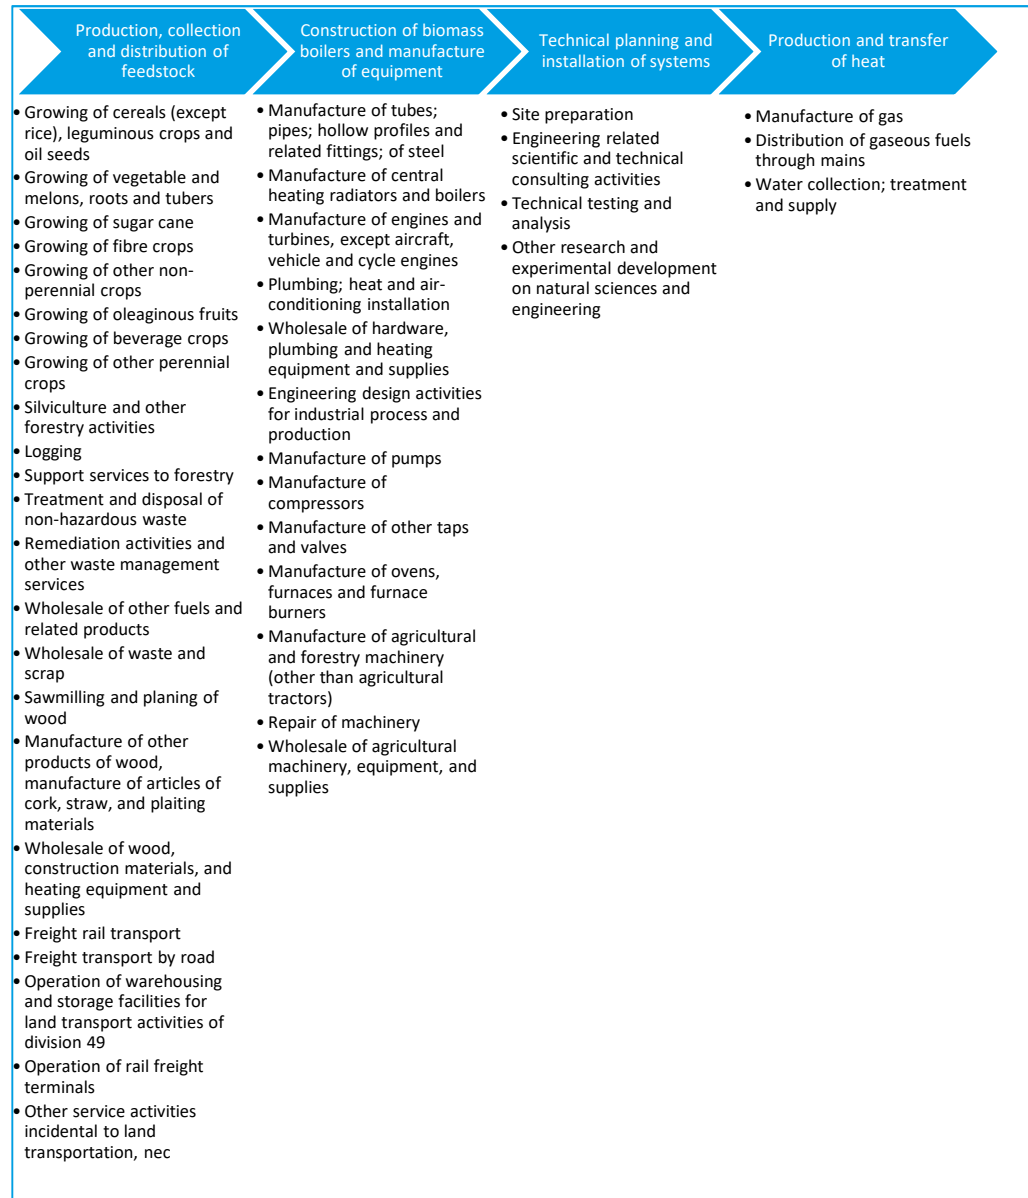 Production, collection
and distribution of
feedstock
• Growing of cereals (except
rice), leguminous crops and
oil seeds
• Growing of vegetable and
melons, roots and tubers
• Growing of sugar cane
• Growing of fibre crops
• Growing of other non-
perennial crops
• Growing of oleaginous fruits
• Growing of beverage crops
• Growing of other perennial
crops
• Silviculture and other
forestry activities
• Logging
• Support services to forestry
• Treatment and disposal of
non-hazardous waste
• Remediation activities and
other waste management
services
• Wholesale of other fuels and
related products
• Wholesale of waste and
scrap
• Sawmilling and planing of
wood
• Manufacture of other
products of wood,
manufacture of articles of
cork, straw, and plaiting
materials
• Wholesale of wood,
construction materials, and
heating equipment and
supplies
• Freight rail transport
• Freight transport by road
• Operation of warehousing
and storage facilities for
land transport activities of
division 49
• Operation of rail freight
terminals
• Other service activities
incidental to land
transportation, nec
Construction of biomass
boilers and manufacture
of equipment
• Manufacture of tubes;
pipes; hollow profiles and
related fittings; of steel
• Manufacture of central
heating radiators and boilers
• Manufacture of engines and
turbines, except aircraft,
vehicle and cycle engines
• Plumbing; heat and air-
conditioning installation
• Wholesale of hardware,
plumbing and heating
equipment and supplies
• Engineering design activities
for industrial process and
production
• Manufacture of pumps
• Manufacture of
compressors
• Manufacture of other taps
and valves
• Manufacture of ovens,
furnaces and furnace
burners
• Manufacture of agricultural
and forestry machinery
(other than agricultural
tractors)
• Repair of machinery
• Wholesale of agricultural
machinery, equipment, and
supplies
Technical planning and
installation of systems
• Site preparation
• Engineering related
scientific and technical
consulting activities
• Technical testing and
analysis
• Other research and
experimental development
on natural sciences and
engineering
Production and transfer
of heat
• Manufacture of gas
• Distribution of gaseous fuels
through mains
• Water collection; treatment
and supply